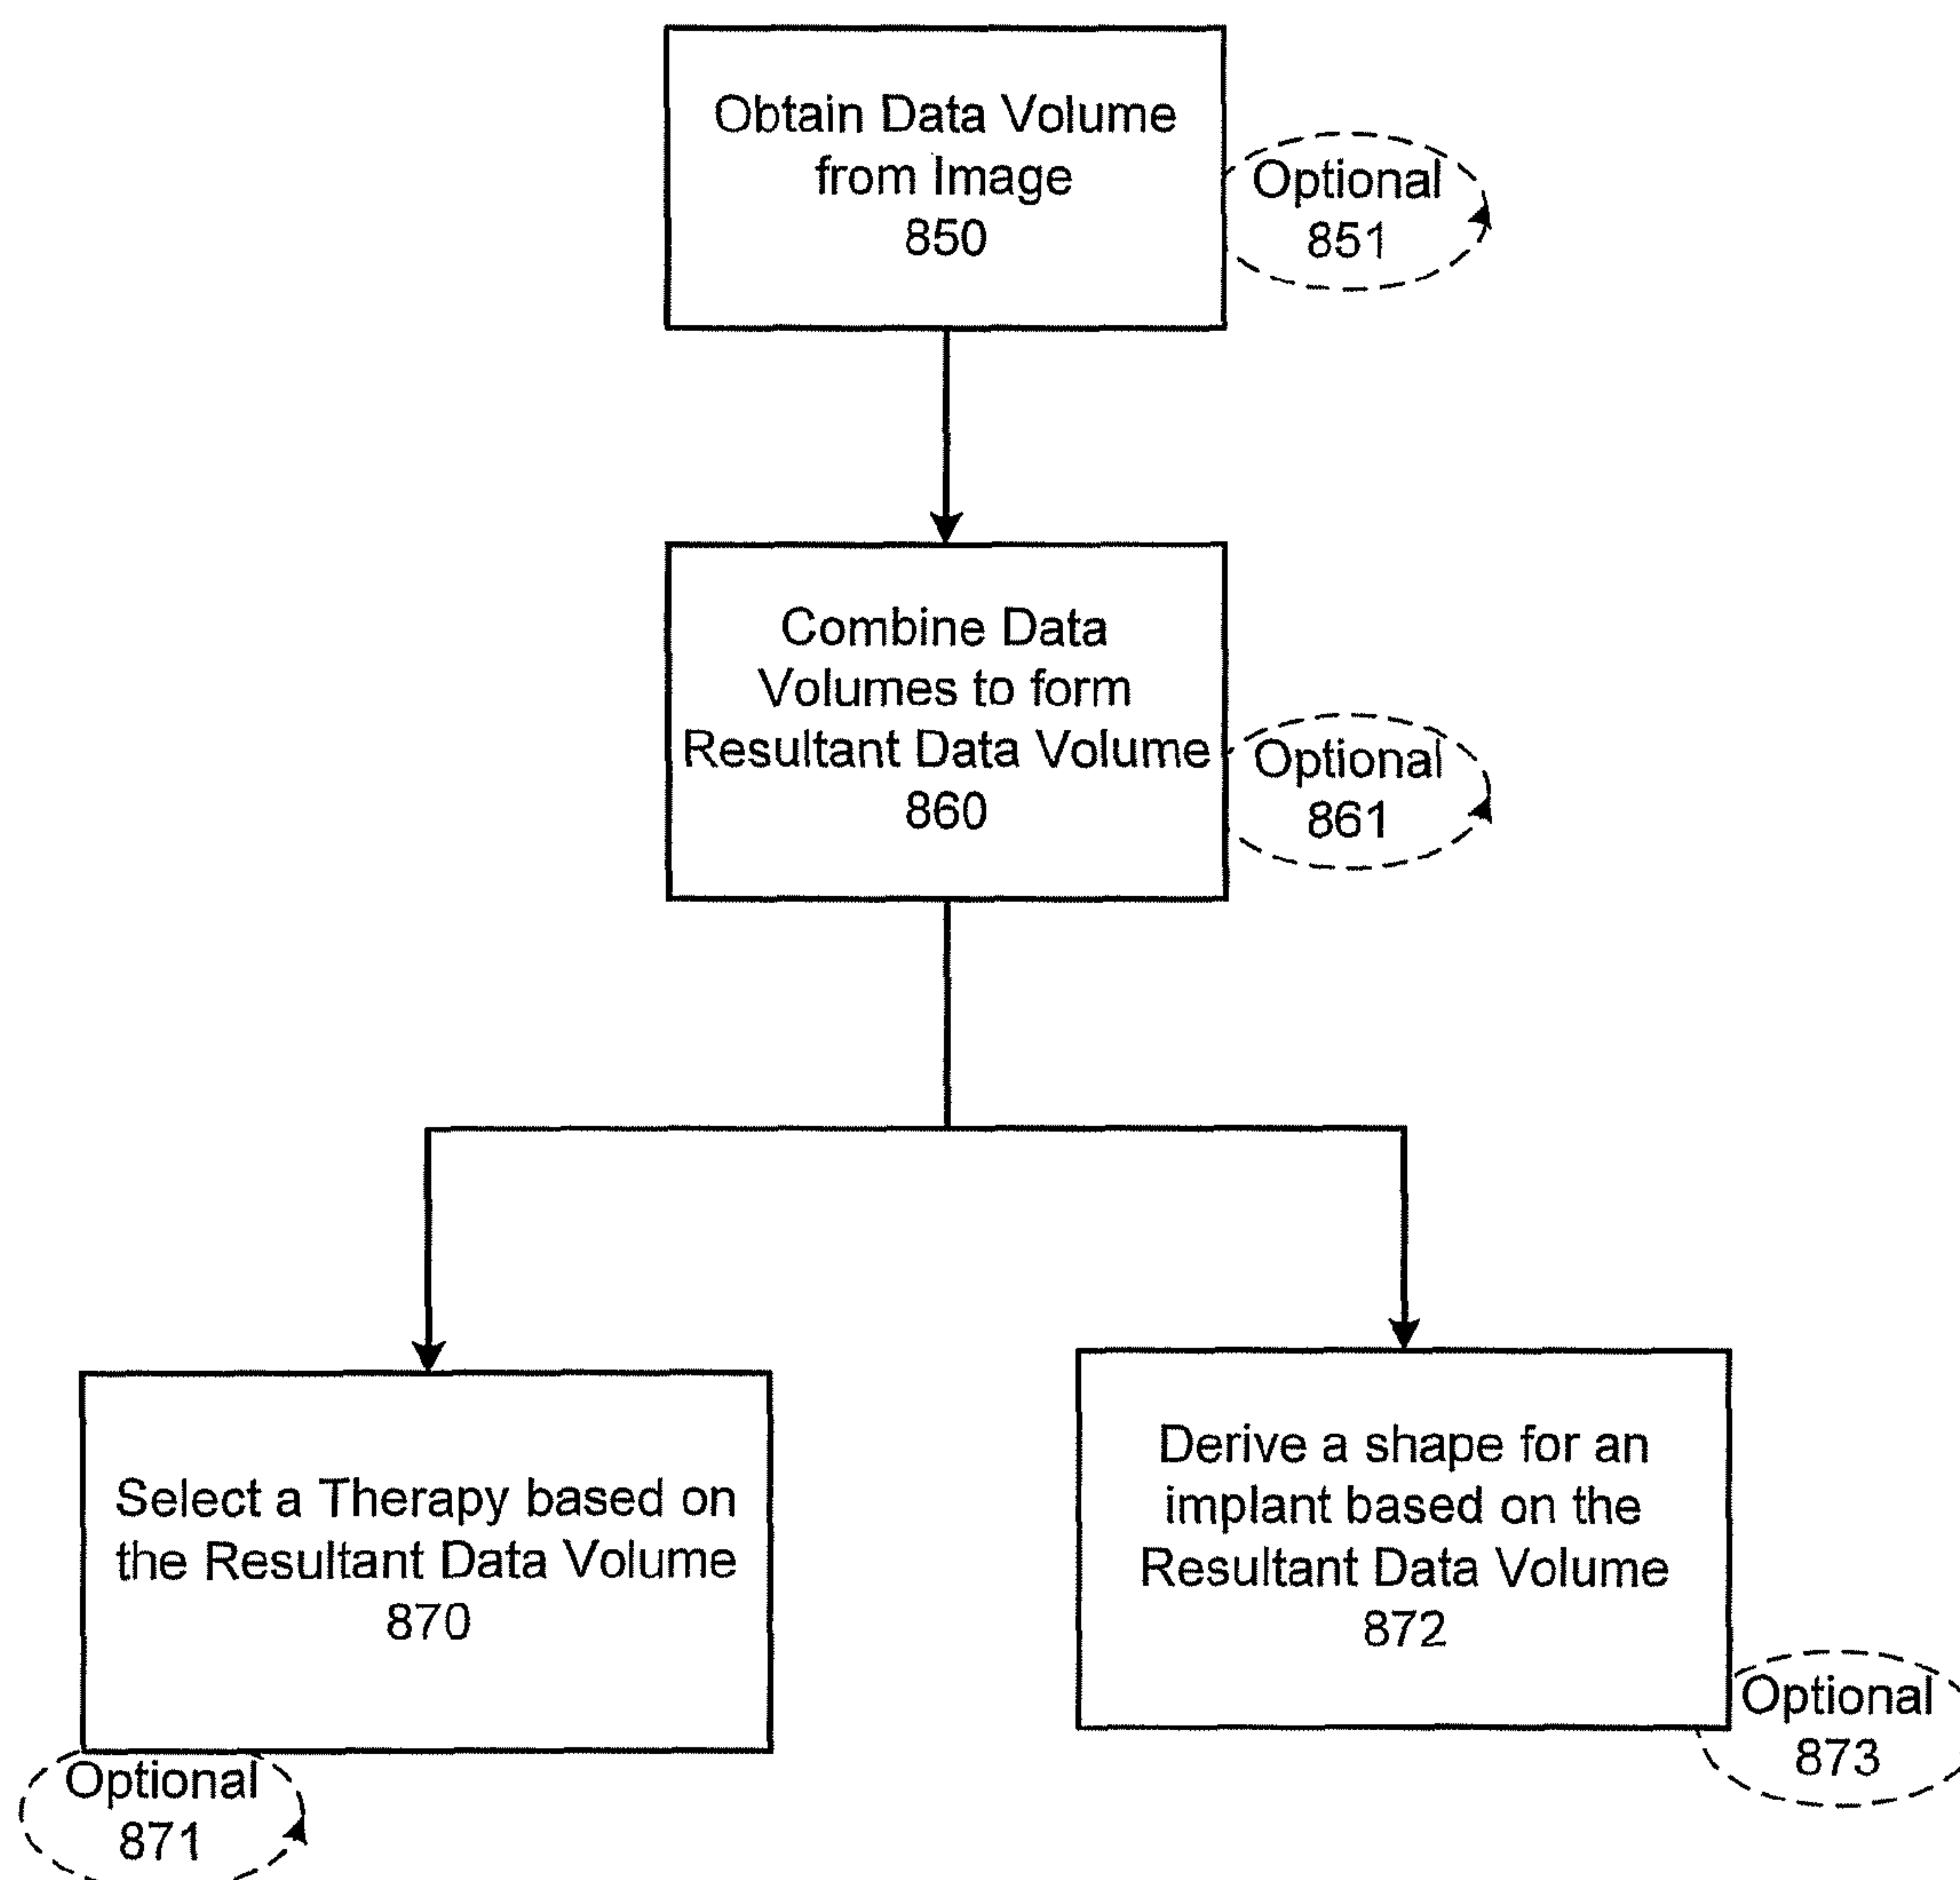 Obtain Data Volume
from Image
850
Optional
851
Combine Data
Volumes to form
Resultant Data Volume
860
Optional
861
Select a Therapy based on
the Resultant Data Volume
870
Optional
871
Derive a shape for an
implant based on the
Resultant Data Volume
872
Optional
873